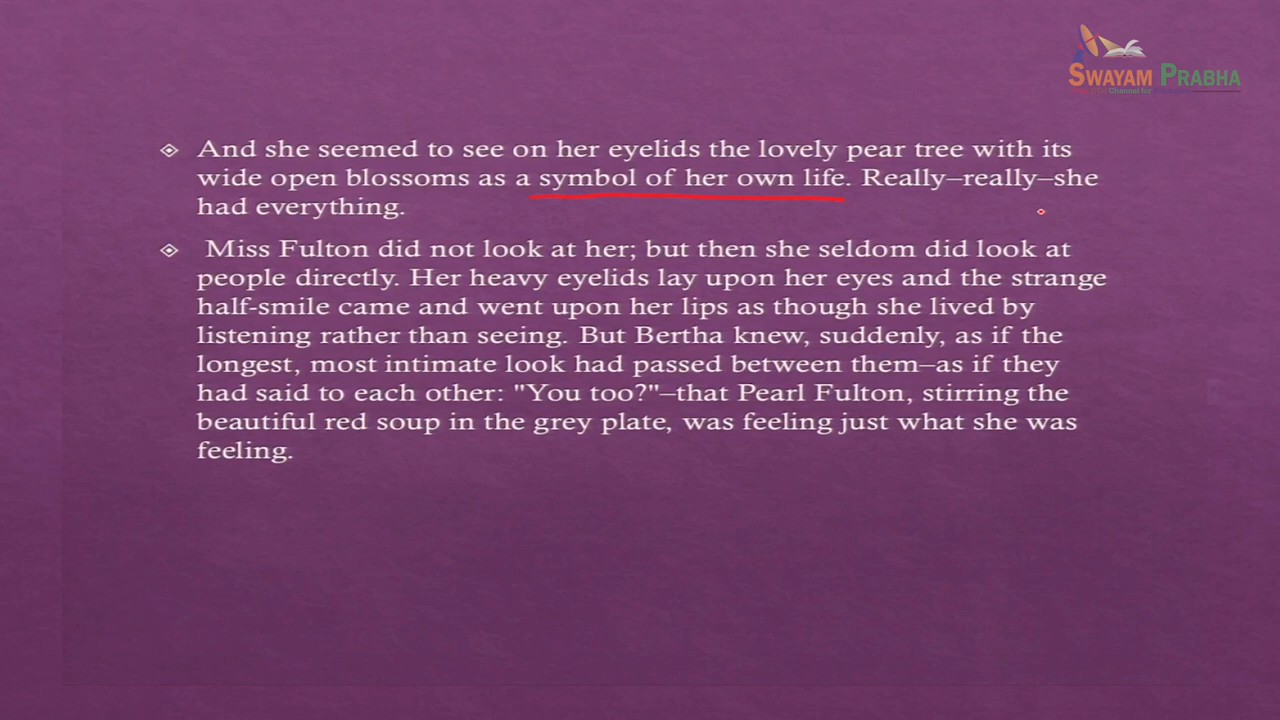 SWAYAM PRABHA
Channel for
And she seemed to see on her eyelids the lovely pear tree with its
wide open blossoms as a symbol of her own life. Really–really–she
had everything.
Miss Fulton did not look at her; but then she seldom did look at
people directly. Her heavy eyelids lay upon her eyes and the strange
half-smile came and went upon her lips as though she lived by
listening rather than seeing. But Bertha knew, suddenly, as if the
longest, most intimate look had passed between them–as if they
had said to each other: "You too?"–that Pearl Fulton, stirring the
beautiful red soup in the grey plate, was feeling just what she was
feeling.